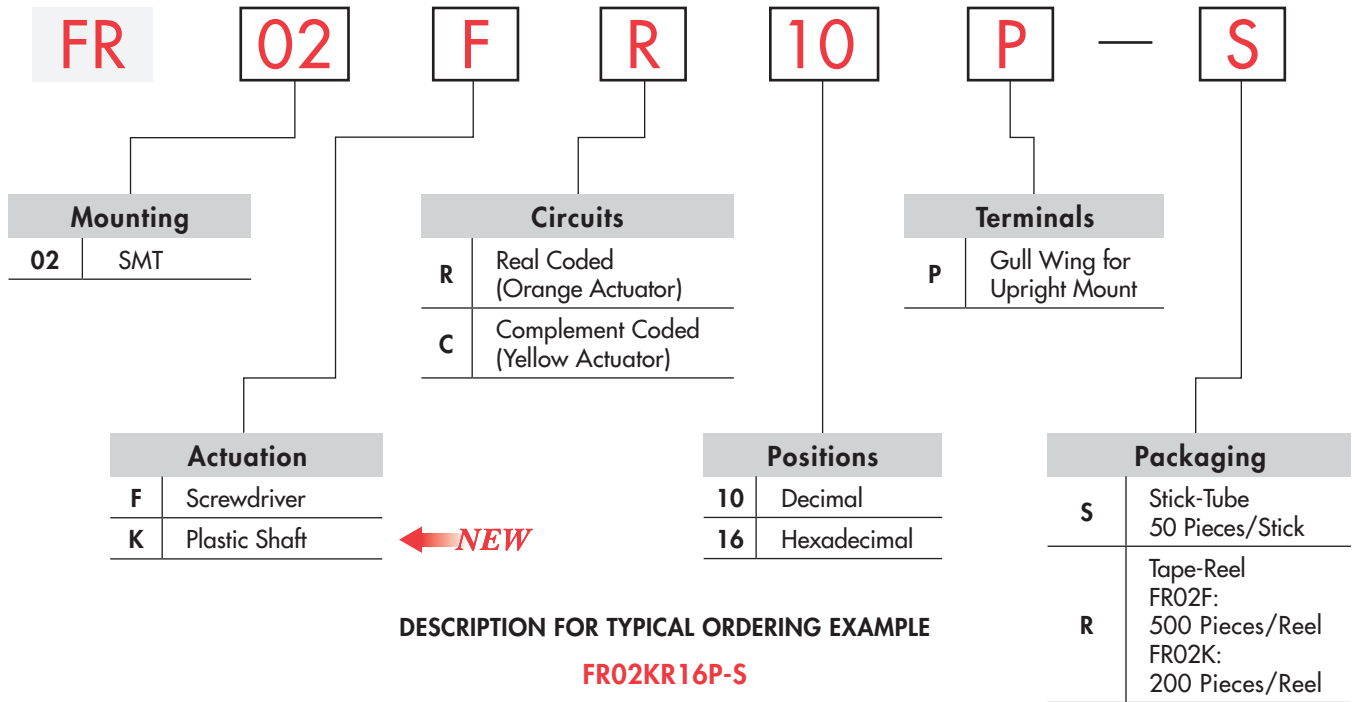 FR 02 F R 10 P — S
Mounting
02 SMT
Circuits
R Real Coded
(Orange Actuator)
C Complement Coded
(Yellow Actuator)
Terminals
P Gull Wing for
Upright Mount
Actuation
F Screwdriver
K Plastic Shaft NEW
Positions
10 Decimal
16 Hexadecimal
Packaging
S Stick-Tube
50 Pieces/Stick
R Tape-Reel
FR02F:
500 Pieces/Reel
FR02K:
200 Pieces/Reel
DESCRIPTION FOR TYPICAL ORDERING EXAMPLE
FR02KR16P-S